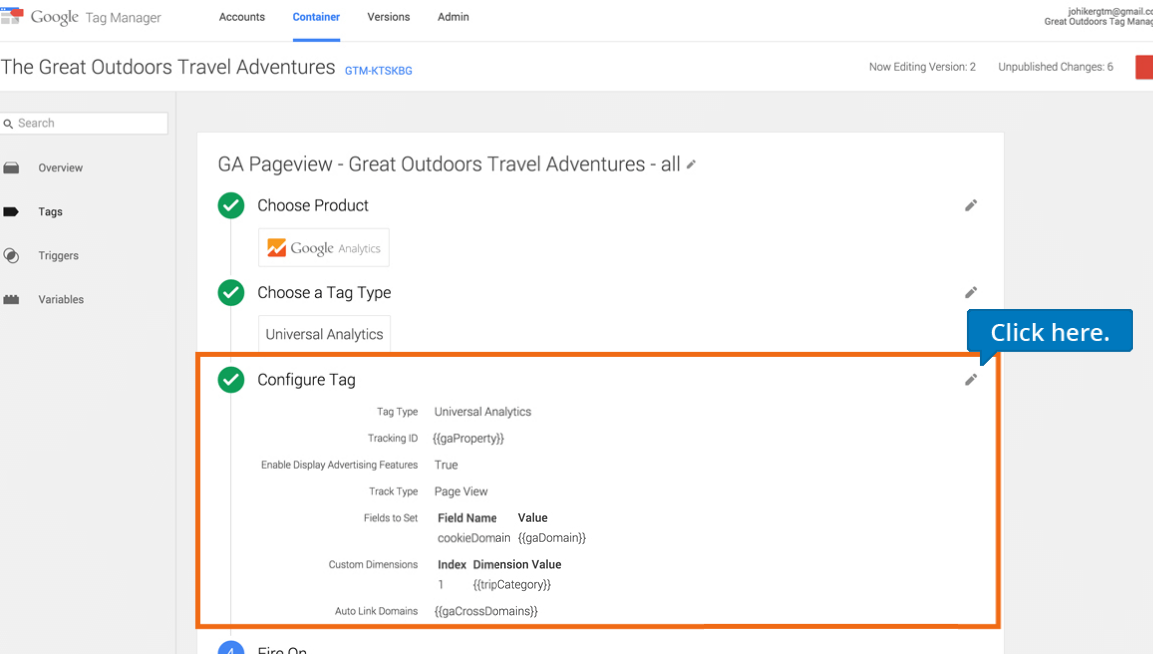 Google Tag Manager
Accounts Container Versions Admin
johikergtm@gmail.co
Great Outdoors Tag Manag
The Great Outdoors Travel Adventures GTM-KTSKBG
Now Editing Version: 2 Unpublished Changes: 6
Search
Overview
Tags
Triggers
Variables
GA Pageview - Great Outdoors Travel Adventures - all
Choose Product
Google Analytics
Choose a Tag Type
Universal Analytics
Click here.
Configure Tag
Tag Type Universal Analytics
Tracking ID {{gaProperty}}
Enable Display Advertising Features True
Track Type Page View
Fields to Set Field Name Value
cookieDomain {{gaDomain}}
Custom Dimensions Index Dimension Value
1 {{tripCategory}}
Auto Link Domains {{gaCrossDomains}}
4 Fire On